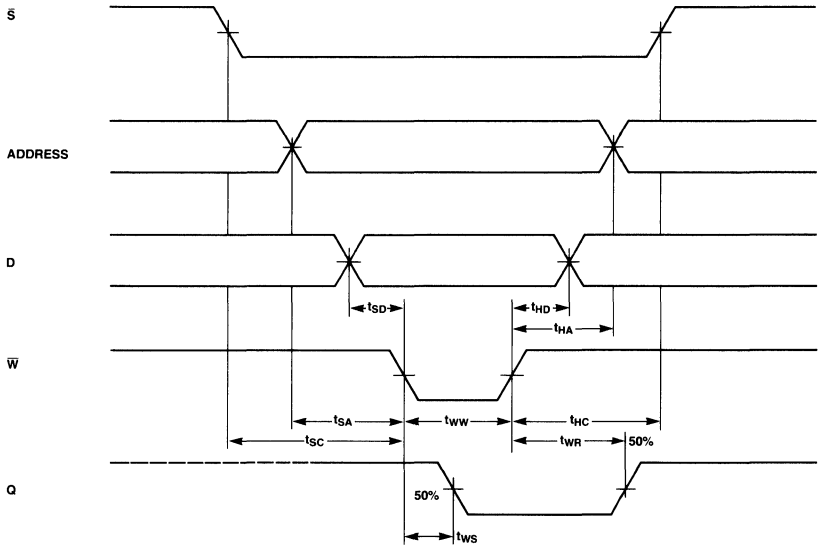 S̅
ADDRESS
D
tSD
tHD
tHA
W̅
tSA
tWW
tHC
tSC
tWR
50%
Q
50%
tWS